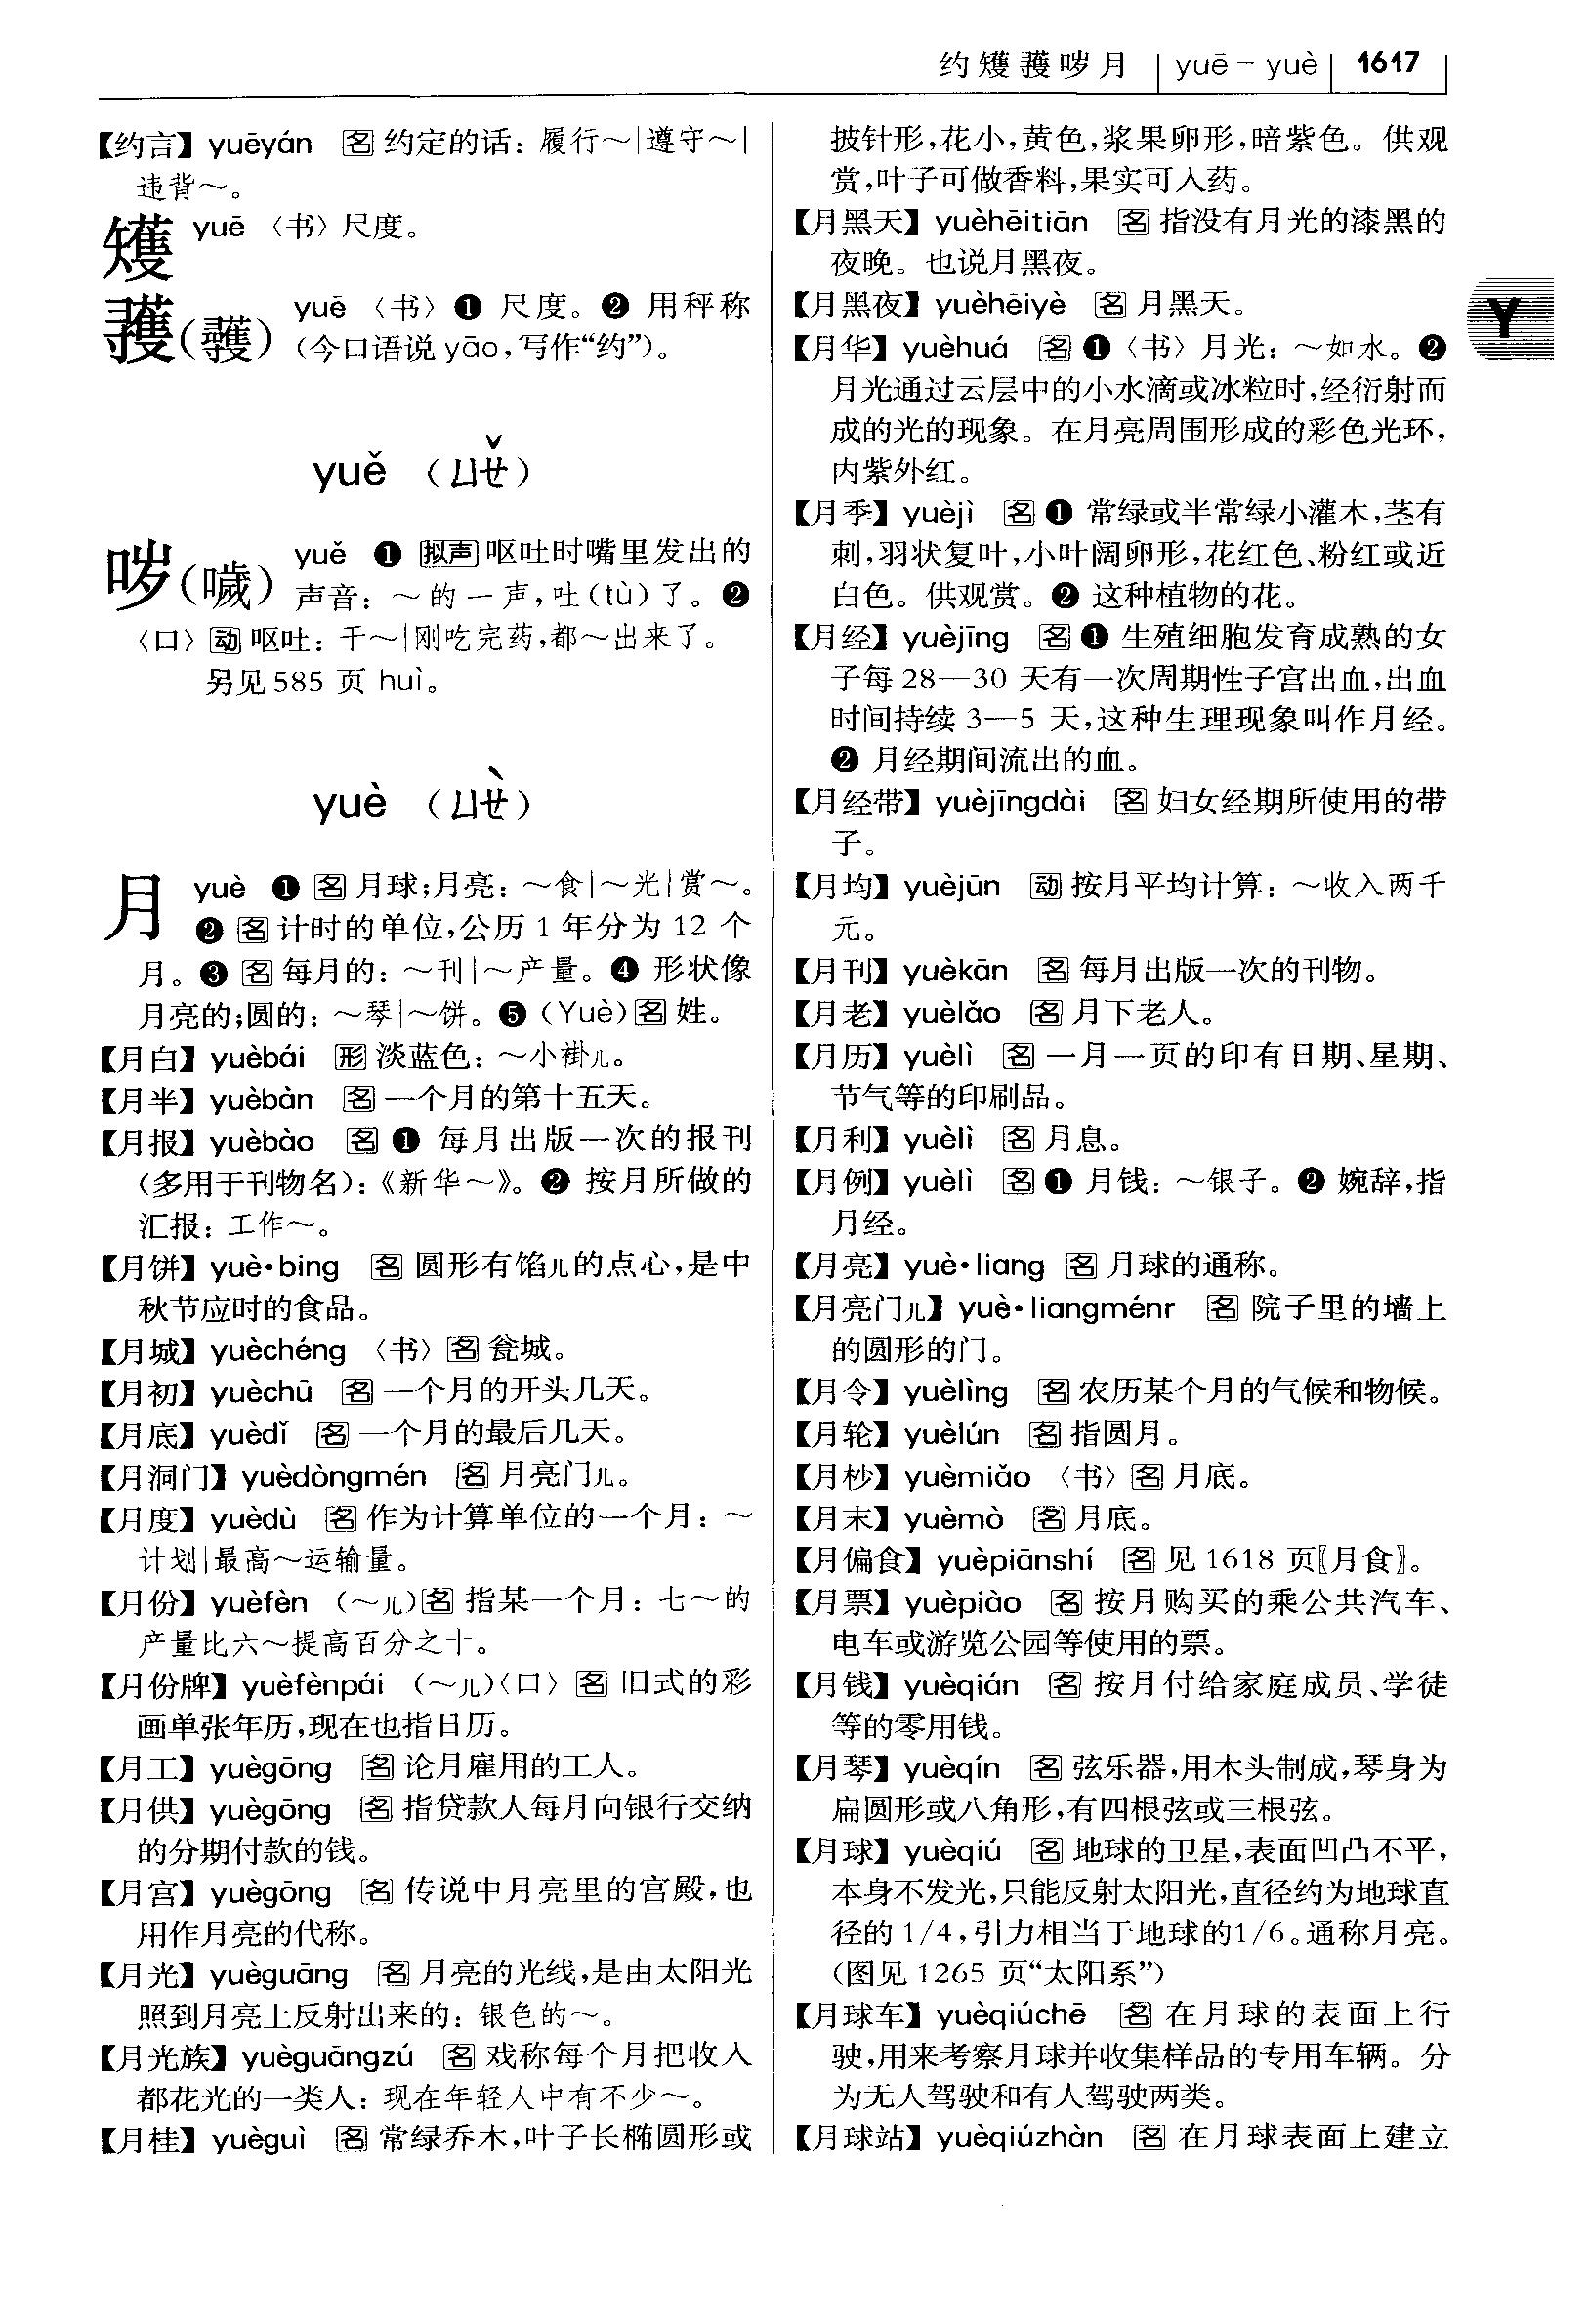 约矱彟哕月 yuē-yuè 1617
【约言】yuēyán 名 约定的话：履行～|遵守～|
违背～。
矱 yuē 〈书〉尺度。
彟(彠) yuē 〈书〉❶ 尺度。❷ 用秤称
(今口语说 yāo,写作“约”)。
yuě （ㄩㄝˇ）
哕(噦) yuě ❶ 拟声 呕吐时嘴里发出的
声音：～的一声,吐(tù)了。❷
〈口〉动 呕吐：干～|刚吃完药,都～出来了。
另见585 页 huì。
yuè （ㄩㄝˋ）
月 yuè ❶ 名 月球;月亮：～食|～光|赏～。
❷ 名 计时的单位,公历 1 年分为 12 个
月。❸ 名 每月的：～刊|～产量。❹ 形状像
月亮的;圆的：～琴|～饼。❺ (Yuè) 名 姓。
【月白】yuèbái 形 淡蓝色：～小褂儿。
【月半】yuèbàn 名 一个月的第十五天。
【月报】yuèbào 名 ❶ 每月出版一次的报刊
(多用于刊物名)：《新华～》。❷ 按月所做的
汇报：工作～。
【月饼】yuè•bing 名 圆形有馅儿的点心,是中
秋节应时的食品。
【月城】yuèchéng 〈书〉名 瓮城。
【月初】yuèchū 名 一个月的开头几天。
【月底】yuèdǐ 名 一个月的最后几天。
【月洞门】yuèdòngmén 名 月亮门儿。
【月度】yuèdù 名 作为计算单位的一个月：～
计划|最高～运输量。
【月份】yuèfèn (～儿) 名 指某一个月：七～的
产量比六～提高百分之十。
【月份牌】yuèfènpái (～儿)〈口〉名 旧式的彩
画单张年历,现在也指日历。
【月工】yuègōng 名 论月雇用的工人。
【月供】yuègōng 名 指贷款人每月向银行交纳
的分期付款的钱。
【月宫】yuègōng 名 传说中月亮里的宫殿,也
用作月亮的代称。
【月光】yuèguāng 名 月亮的光线,是由太阳光
照到月亮上反射出来的：银色的～。
【月光族】yuèguāngzú 名 戏称每个月把收入
都花光的一类人：现在年轻人中有不少～。
【月桂】yuèguì 名 常绿乔木,叶子长椭圆形或
披针形,花小,黄色,浆果卵形,暗紫色。供观
赏,叶子可做香料,果实可入药。
【月黑天】yuèhēitiān 名 指没有月光的漆黑的
夜晚。也说月黑夜。
【月黑夜】yuèhēiyè 名 月黑天。
Y
【月华】yuèhuá 名 ❶〈书〉月光：～如水。❷
月光通过云层中的小水滴或冰粒时,经衍射而
成的光的现象。在月亮周围形成的彩色光环,
内紫外红。
【月季】yuèjì 名 ❶ 常绿或半常绿小灌木,茎有
刺,羽状复叶,小叶阔卵形,花红色、粉红或近
白色。供观赏。❷ 这种植物的花。
【月经】yuèjīng 名 ❶ 生殖细胞发育成熟的女
子每 28—30 天有一次周期性子宫出血,出血
时间持续 3—5 天,这种生理现象叫作月经。
❷ 月经期间流出的血。
【月经带】yuèjīngdài 名 妇女经期所使用的带
子。
【月均】yuèjūn 动 按月平均计算：～收入两千
元。
【月刊】yuèkān 名 每月出版一次的刊物。
【月老】yuèlǎo 名 月下老人。
【月历】yuèlì 名 一月一页的印有日期、星期、
节气等的印刷品。
【月利】yuèlì 名 月息。
【月例】yuèlì 名 ❶ 月钱：～银子。❷ 婉辞,指
月经。
【月亮】yuè•liang 名 月球的通称。
【月亮门儿】yuè•liangménr 名 院子里的墙上
的圆形的门。
【月令】yuèlìng 名 农历某个月的气候和物候。
【月轮】yuèlún 名 指圆月。
【月杪】yuèmiǎo 〈书〉名 月底。
【月末】yuèmò 名 月底。
【月偏食】yuèpiānshí 名 见 1618 页〖月食〗。
【月票】yuèpiào 名 按月购买的乘公共汽车、
电车或游览公园等使用的票。
【月钱】yuèqián 名 按月付给家庭成员、学徒
等的零用钱。
【月琴】yuèqín 名 弦乐器,用木头制成,琴身为
扁圆形或八角形,有四根弦或三根弦。
【月球】yuèqiú 名 地球的卫星,表面凹凸不平,
本身不发光,只能反射太阳光,直径约为地球直
径的 1/4,引力相当于地球的1/6。通称月亮。
(图见 1265 页“太阳系”)
【月球车】yuèqiúchē 名 在月球的表面上行
驶,用来考察月球并收集样品的专用车辆。分
为无人驾驶和有人驾驶两类。
【月球站】yuèqiúzhàn 名 在月球表面上建立